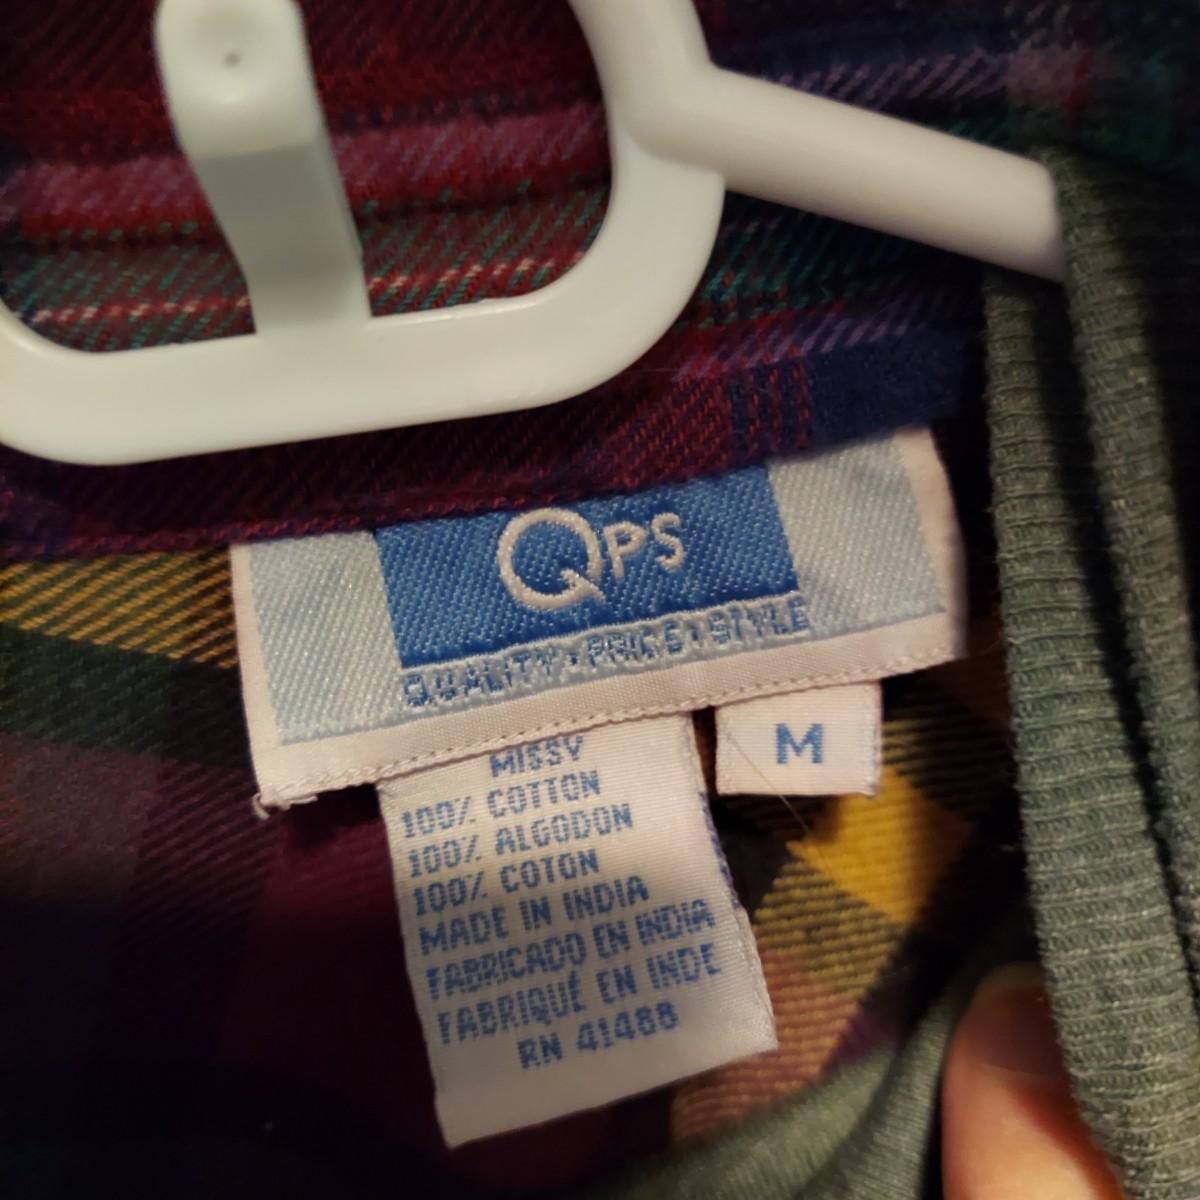 QPS
QUALITY • PRICE • STYLE
M
MISSY
100% COTTON
100% ALGODON
100% COTON
MADE IN INDIA
FABRICADO EN INDIA
FABRIQUÉ EN INDE
RN 41488